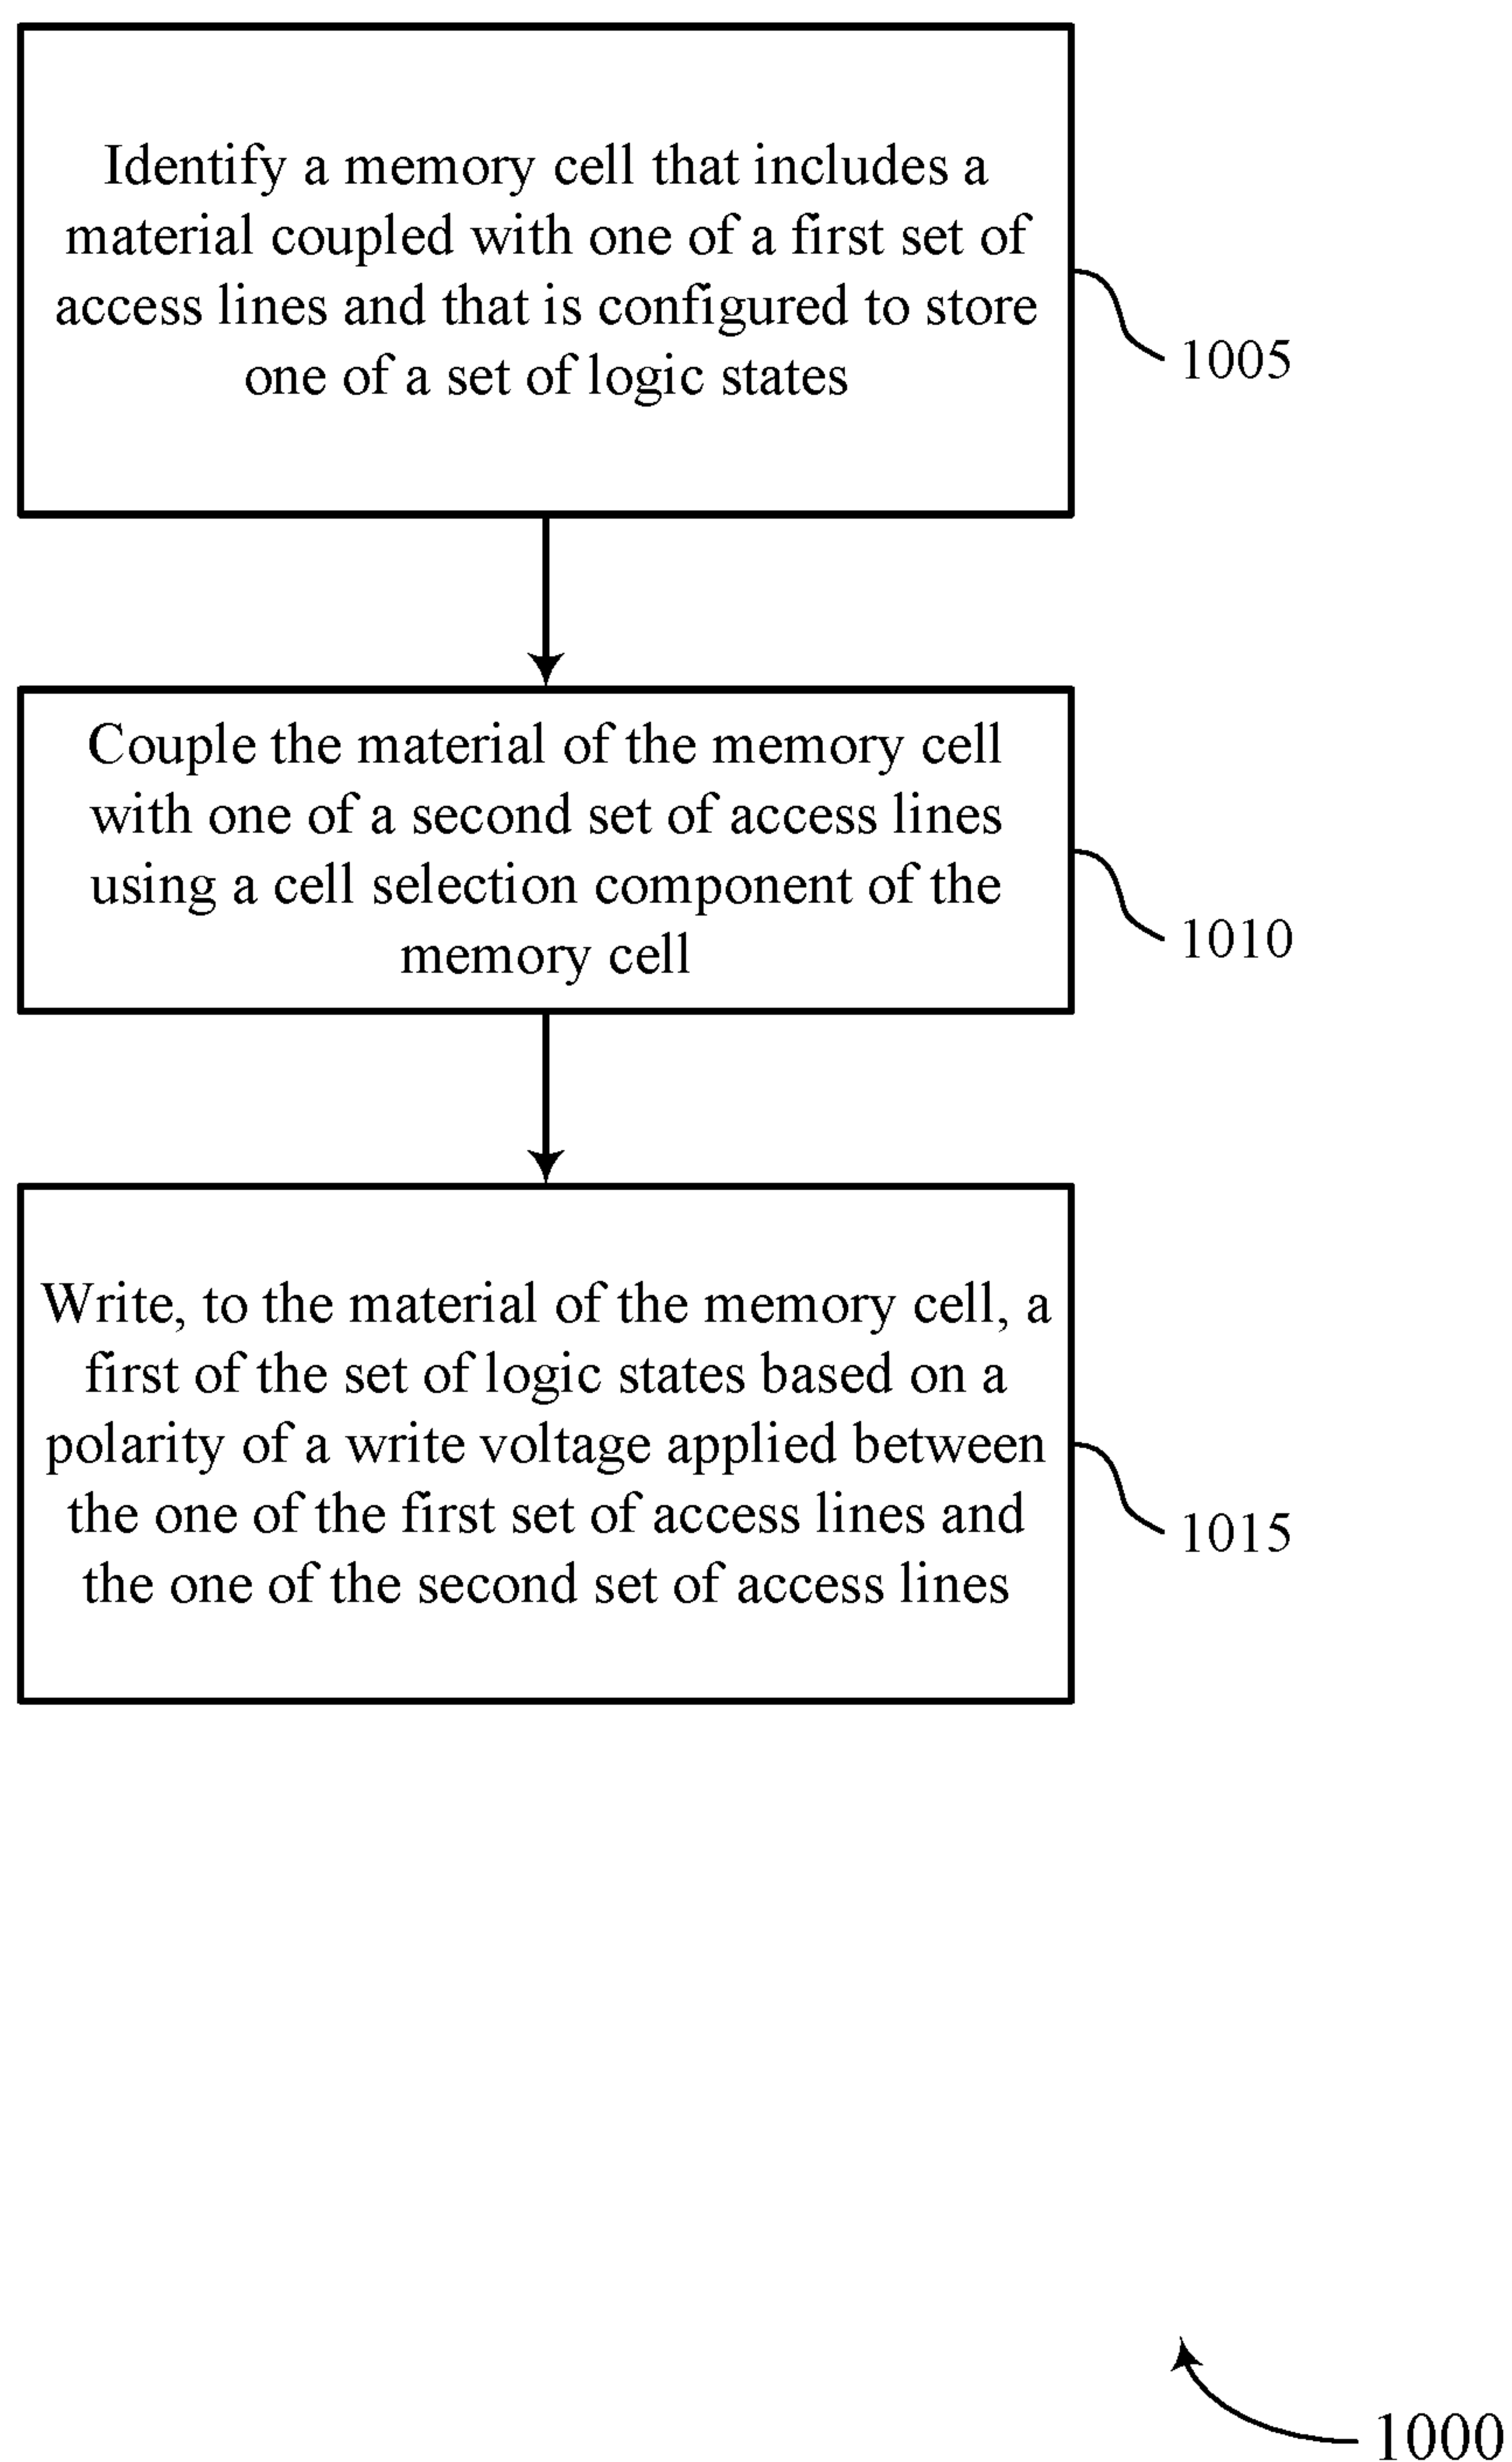 Identify a memory cell that includes a
material coupled with one of a first set of
access lines and that is configured to store
one of a set of logic states
1005
Couple the material of the memory cell
with one of a second set of access lines
using a cell selection component of the
memory cell
1010
Write, to the material of the memory cell, a
first of the set of logic states based on a
polarity of a write voltage applied between
the one of the first set of access lines and
the one of the second set of access lines
1015
1000